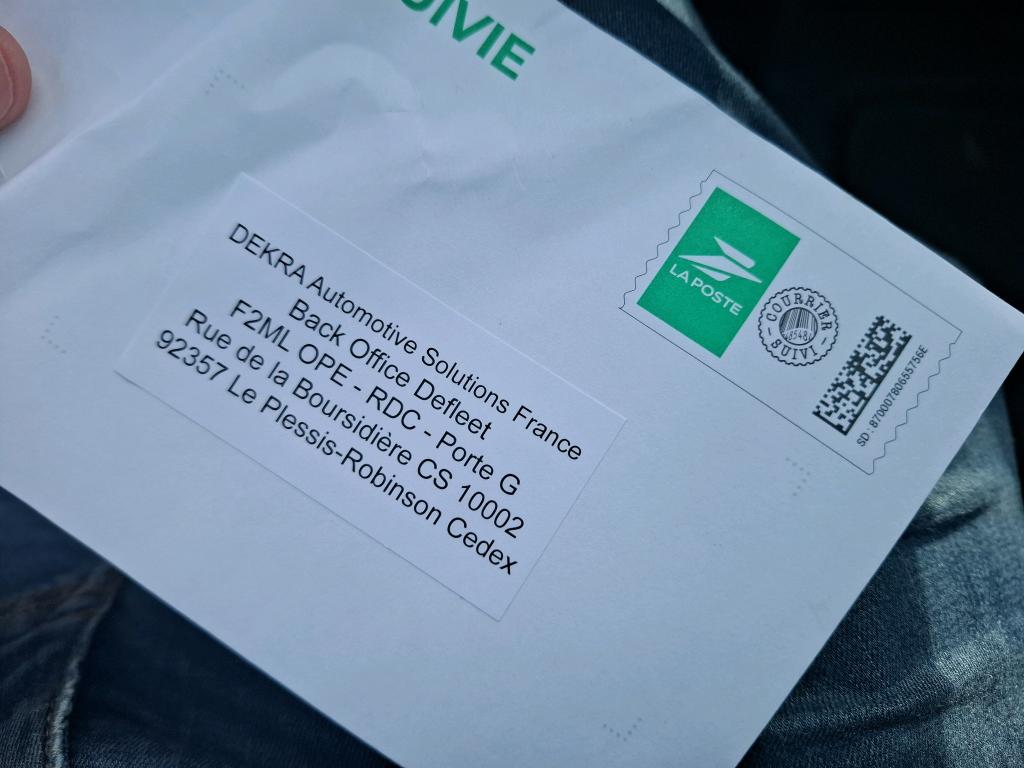 DEKRA Automotive Solutions France
Back Office Defleet
F2ML OPE - RDC - Porte G
Rue de la Boursidière CS 10002
92357 Le Plessis-Robinson Cedex
LA POSTE
COURRIER
SUIVI
SD : 87000780655756E